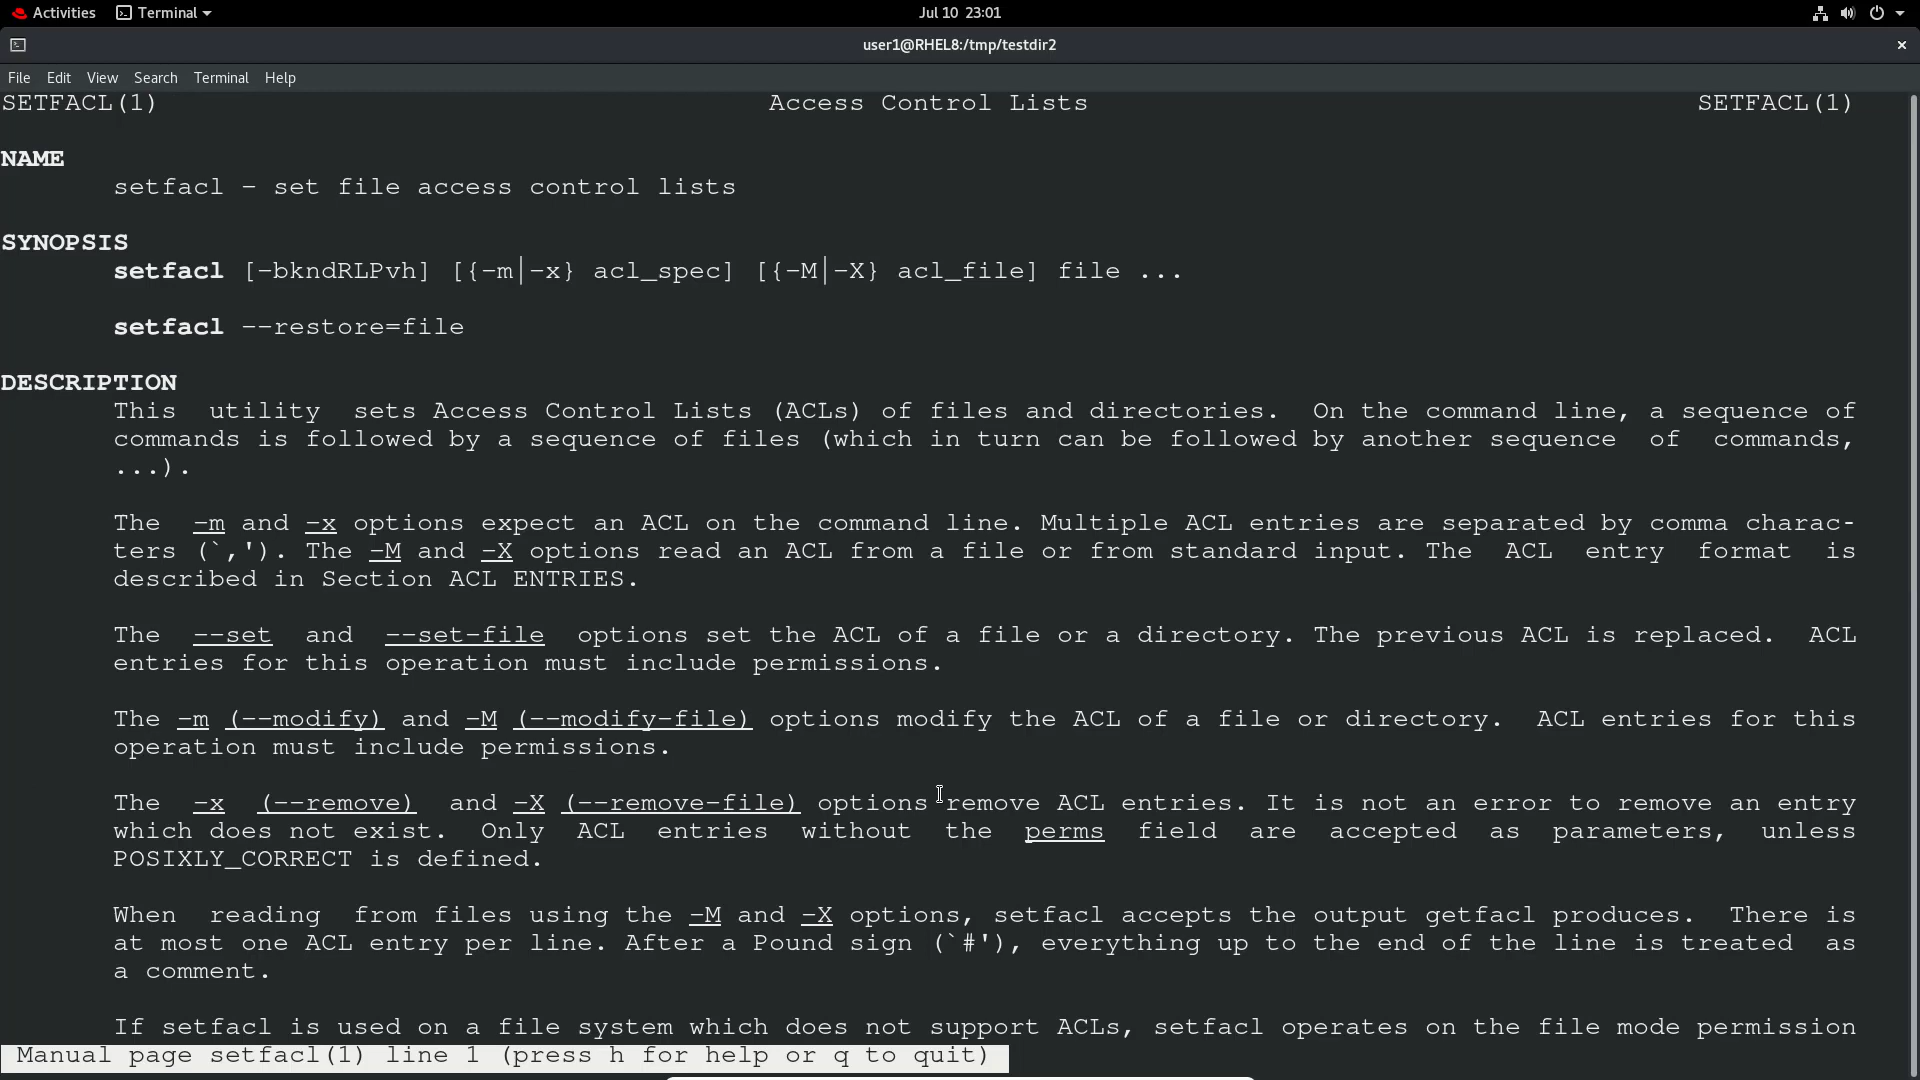 Activities Terminal Jul 10 23:01
user1@RHEL8:/tmp/testdir2 ×
File Edit View Search Terminal Help
SETFACL(1) Access Control Lists SETFACL(1)
NAME
setfacl - set file access control lists
SYNOPSIS
setfacl [-bkndRLPvh] [{-m|-x} acl_spec] [{-M|-X} acl_file] file ...
setfacl --restore=file
DESCRIPTION
This utility sets Access Control Lists (ACLs) of files and directories. On the command line, a sequence of
commands is followed by a sequence of files (which in turn can be followed by another sequence of commands,
...).
The -m and -x options expect an ACL on the command line. Multiple ACL entries are separated by comma charac-
ters (`,'). The -M and -X options read an ACL from a file or from standard input. The ACL entry format is
described in Section ACL ENTRIES.
The --set and --set-file options set the ACL of a file or a directory. The previous ACL is replaced. ACL
entries for this operation must include permissions.
The -m (--modify) and -M (--modify-file) options modify the ACL of a file or directory. ACL entries for this
operation must include permissions.
The -x (--remove) and -X (--remove-file) options remove ACL entries. It is not an error to remove an entry
which does not exist. Only ACL entries without the perms field are accepted as parameters, unless
POSIXLY_CORRECT is defined.
When reading from files using the -M and -X options, setfacl accepts the output getfacl produces. There is
at most one ACL entry per line. After a Pound sign (`#'), everything up to the end of the line is treated as
a comment.
If setfacl is used on a file system which does not support ACLs, setfacl operates on the file mode permission
Manual page setfacl(1) line 1 (press h for help or q to quit)